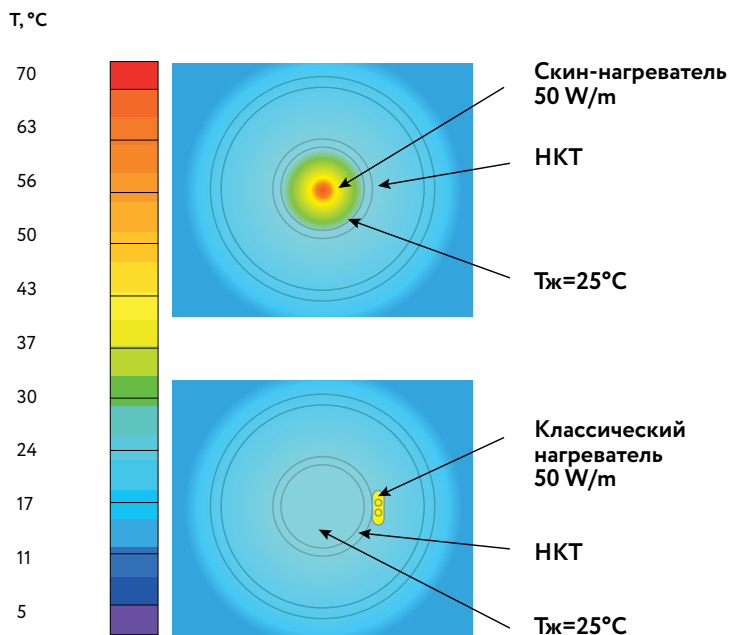 T, °C
70
63
56
50
43
37
30
24
17
11
5
Скин-нагреватель
50 W/m
НКТ
Тж=25°C
Классический
нагреватель
50 W/m
НКТ
Тж=25°C